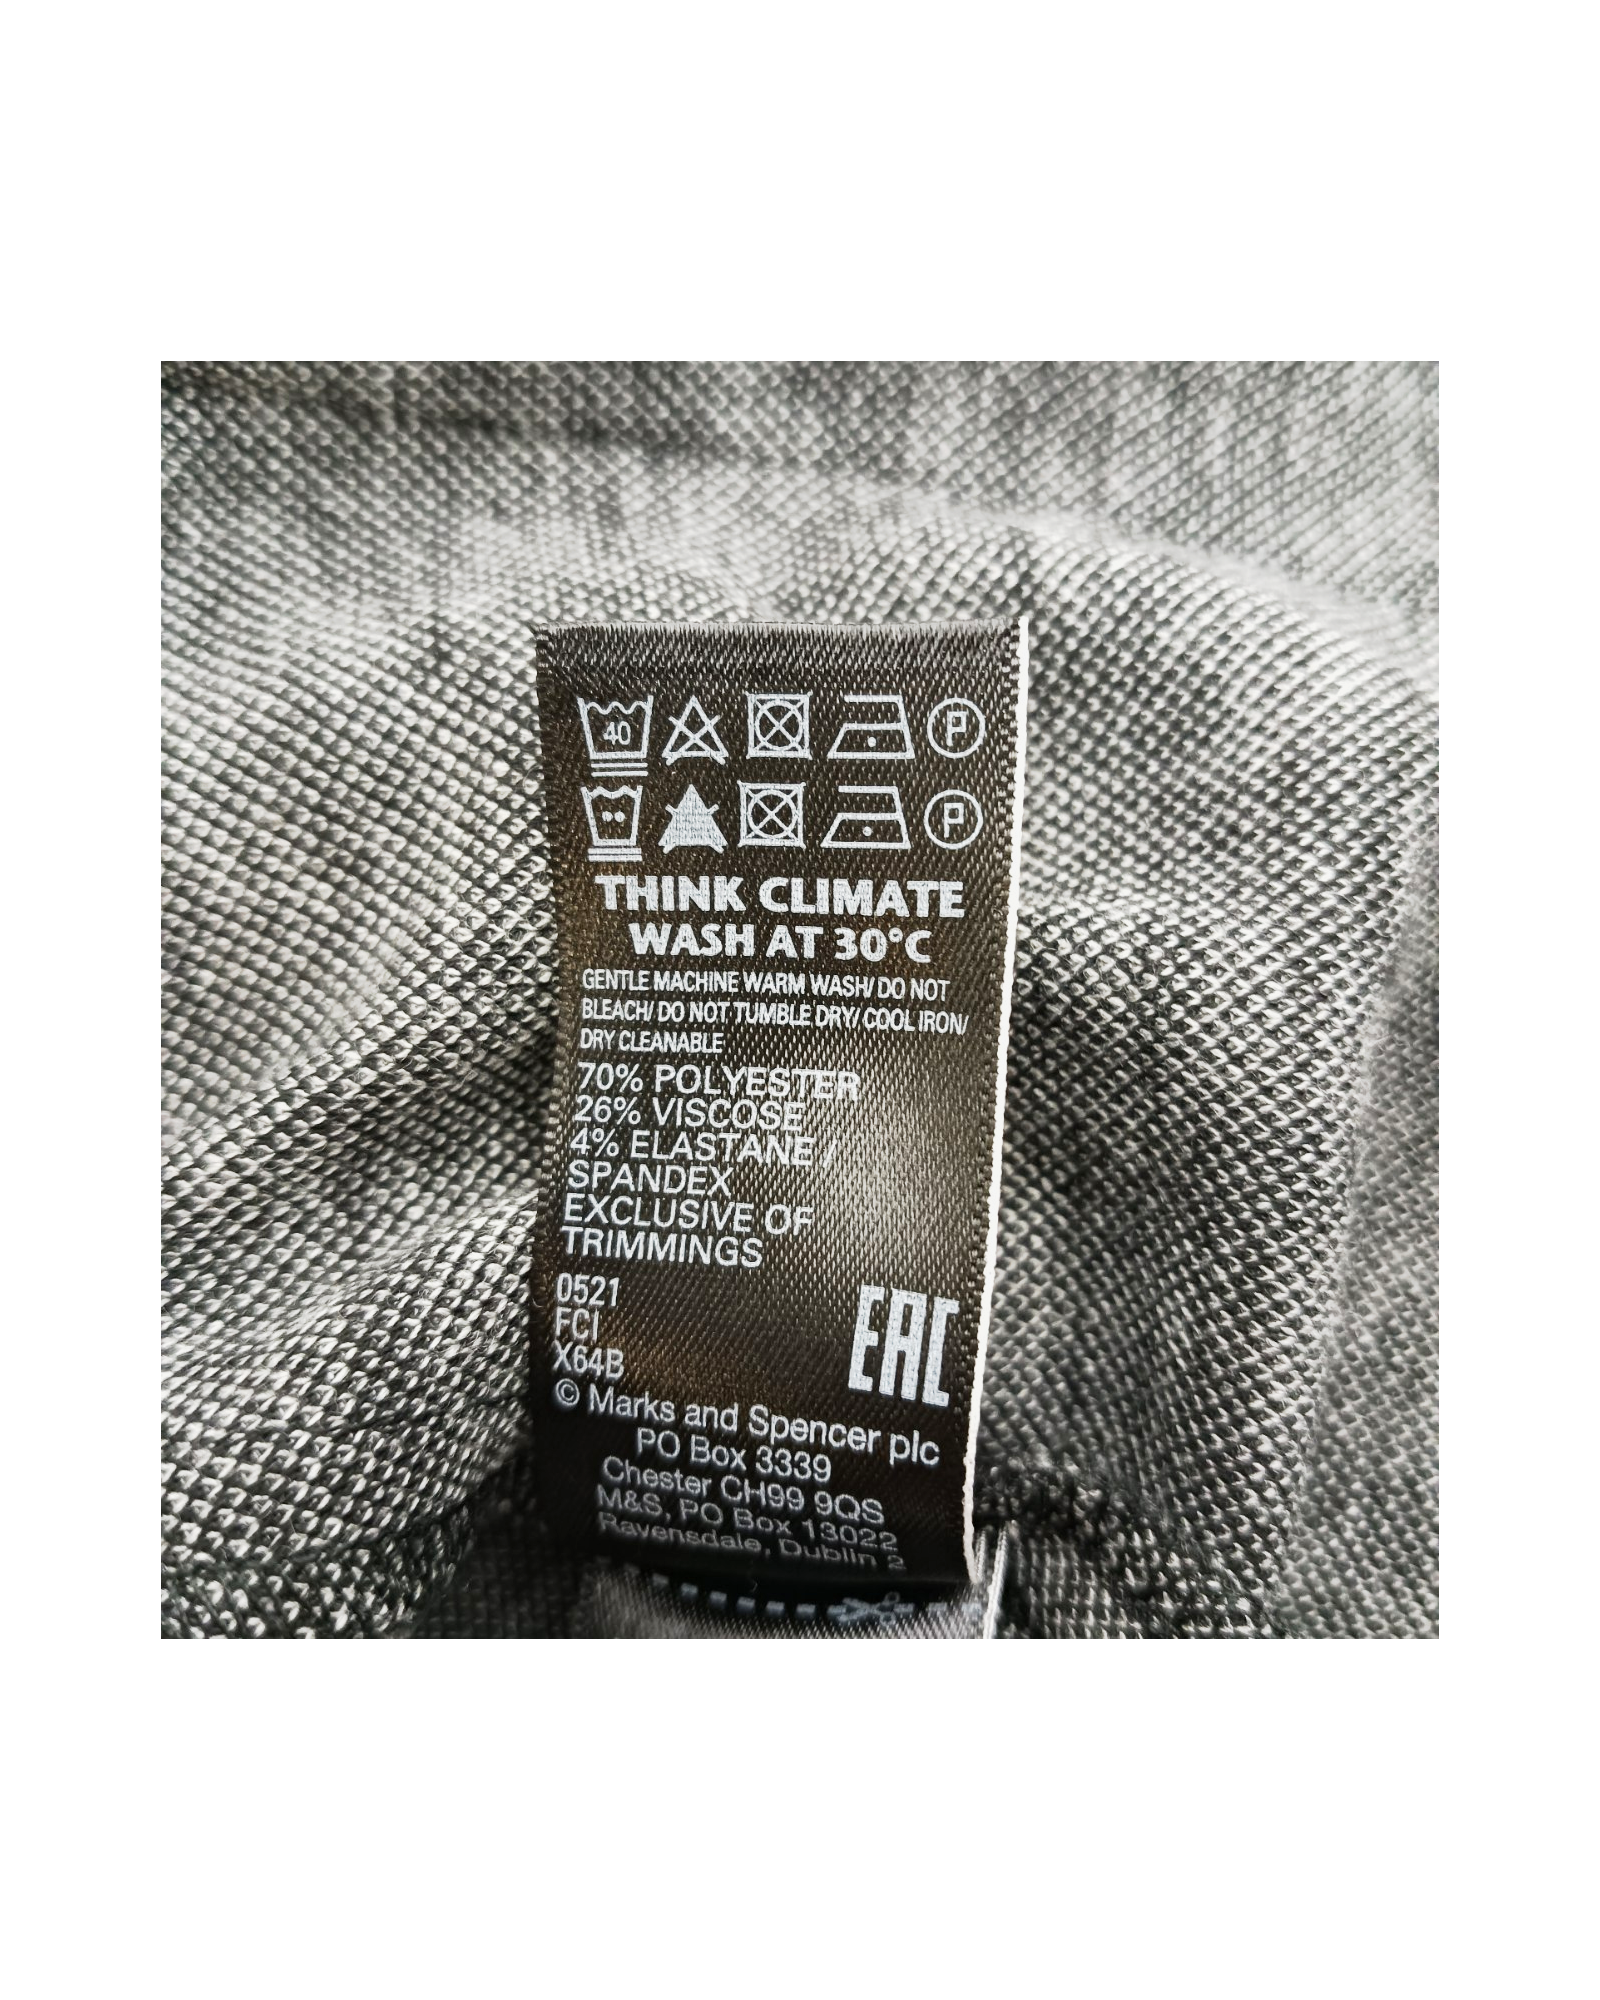 40 P
P
THINK CLIMATE
WASH AT 30°C
GENTLE MACHINE WARM WASH/ DO NOT
BLEACH/ DO NOT TUMBLE DRY/ COOL IRON/
DRY CLEANABLE
70% POLYESTER
26% VISCOSE
4% ELASTANE /
SPANDEX
EXCLUSIVE OF
TRIMMINGS
0521
FCI
X64B
EAC
© Marks and Spencer plc
PO Box 3339
Chester CH99 9QS
M&S, PO Box 13022
Ravensdale, Dublin 2